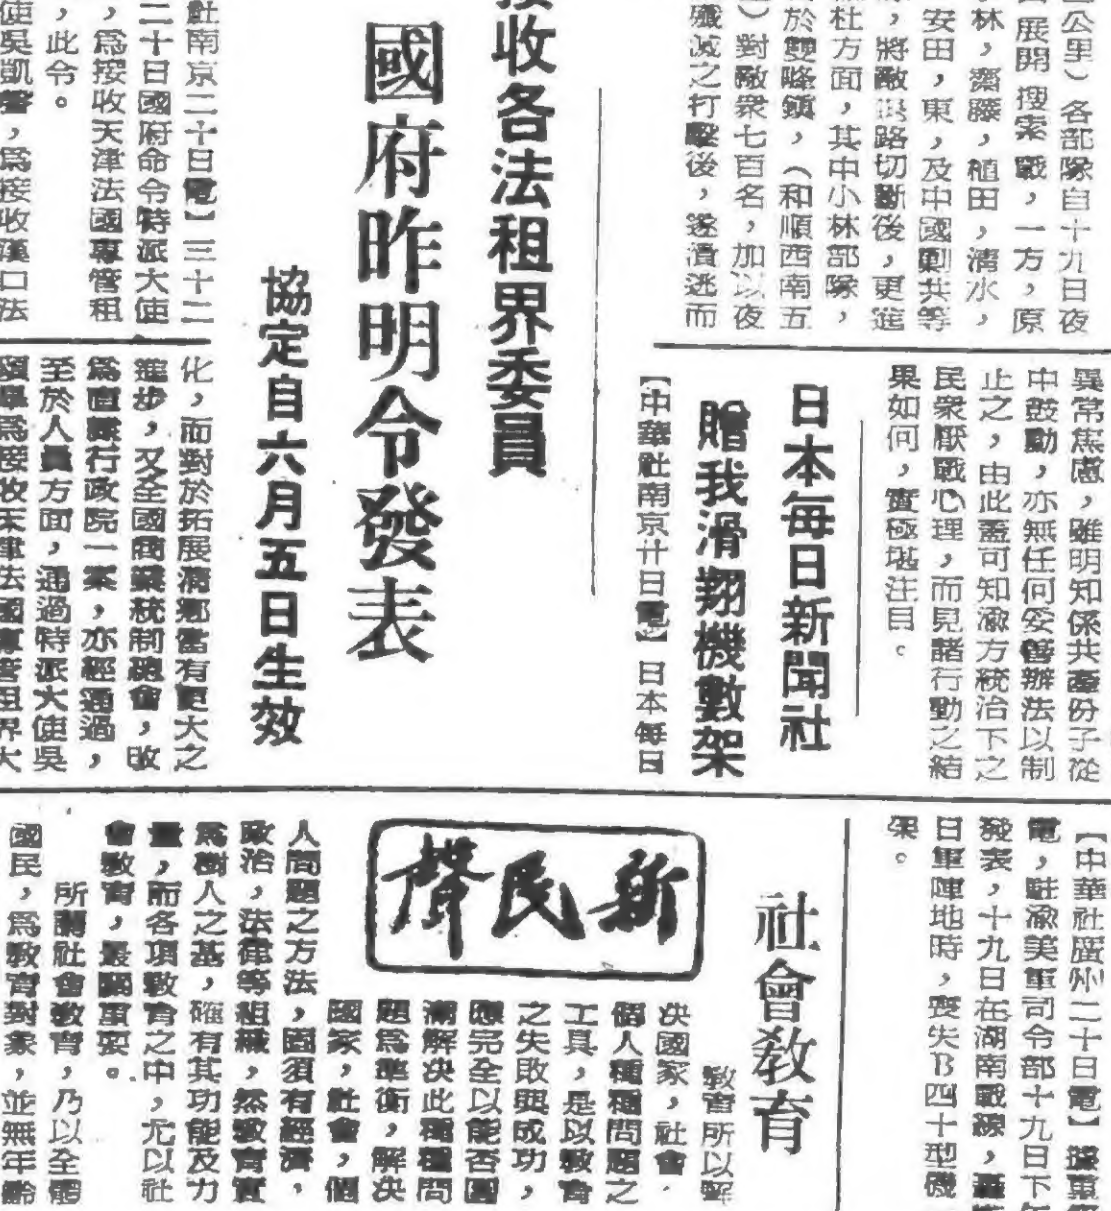 公里）各部隊自十九日夜
展開搜索戰，一方，原
林，齋藤，植田，清水，
安田，東，及中國剿共等
，將敵退路切斷後，更進
杜方面，其中小林部隊，
於雙峰鎮，（和順西南五
）對敵衆七百名，加以夜
殲滅之打擊後，遂潰逃而
異常焦慮，雖明知係共產份子從
中鼓動，亦無任何妥善辦法以制
止之，由此蓋可知渝方統治下之
民衆厭戰心理，而見諸行動之結
果如何，實極堪注目。
日本每日新聞社
贈我滑翔機數架
【中華社南京廿日電】日本每日
接收各法租界委員
國府昨明令發表
協定自六月五日生效
社南京二十日電】三十二
二十日國府命令特派大使
，爲按收天津法國專管租
，此令。
使吳凱聲，爲接收漢口法
化，而對於拓展清鄉當有更大之
進步，又全國商業統制總會，改
爲直隸行政院一案，亦經通過，
至於人員方面，通過特派大使吳
頌臯爲接收天津法國專管租界大
【中華社廣州二十日電】據東
電，駐渝美軍司令部十九日下午
發表，十九日在湖南戰線，轟炸
日軍陣地時，喪失B四十型機一
架。
社會敎育
新民聲
敎育所以解
決國家，社會，
個人種種問題之
工具，是以敎育
之失敗與成功，
應完全以能否圓
滿解決此種種問
題爲準衡，解決
國家，社會，個
人問題之方法，固須有經濟，
政治，法律等組織，然敎育實
爲樹人之基，確有其功能及力
量，而各項敎育之中，尤以社
會敎育，最關重要。
所謂社會敎育，乃以全體
國民，爲敎育對象，並無年齡